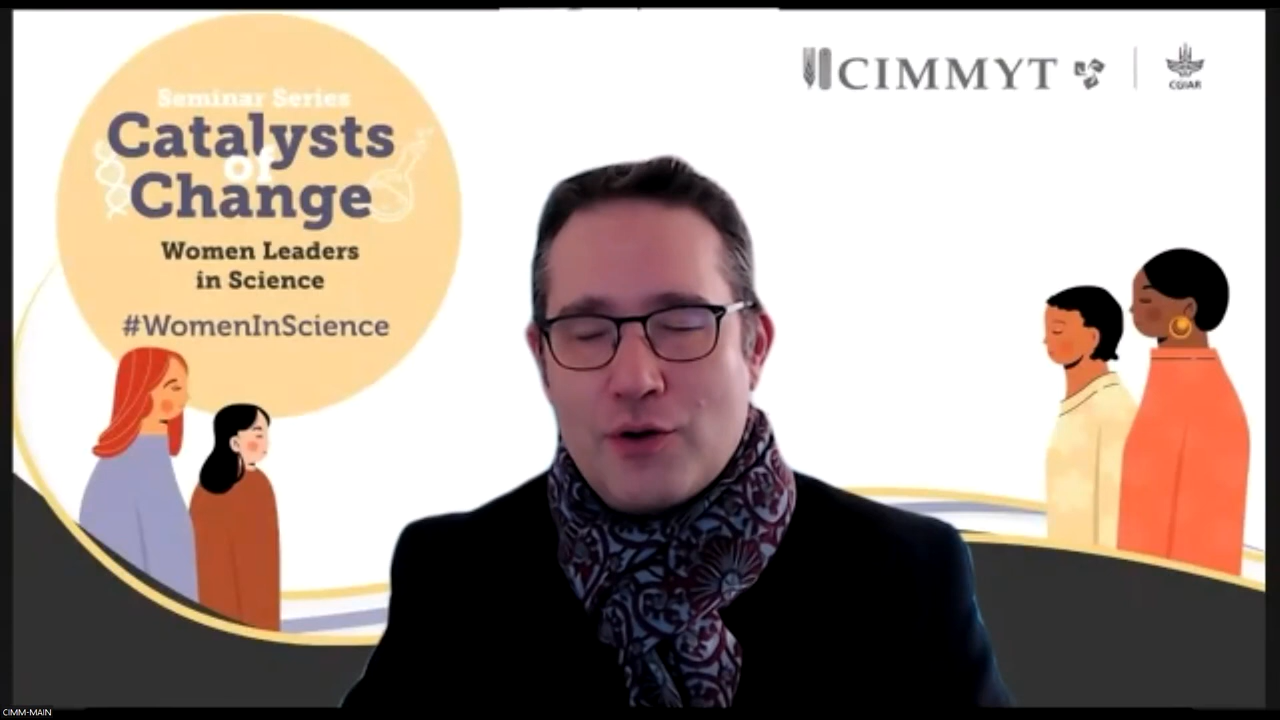 Seminar Series
Catalysts
of
Change
Women Leaders
in Science
#WomenInScience
CIMMYT
CGIAR
CIMM-MAIN